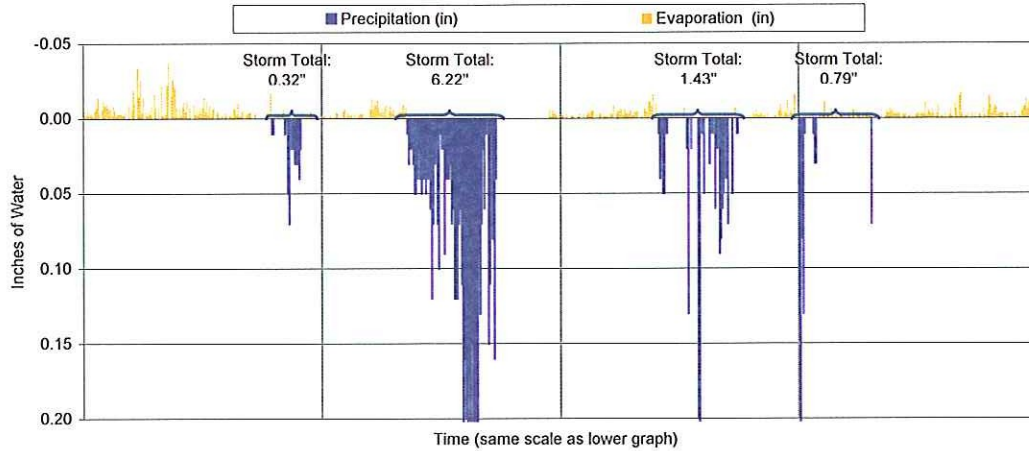 Precipitation (in) Evaporation (in)
-0.05
0.00
0.05
0.10
0.15
0.20
Inches of Water
Storm Total:
0.32"
Storm Total:
6.22"
Storm Total:
1.43"
Storm Total:
0.79"
Time (same scale as lower graph)